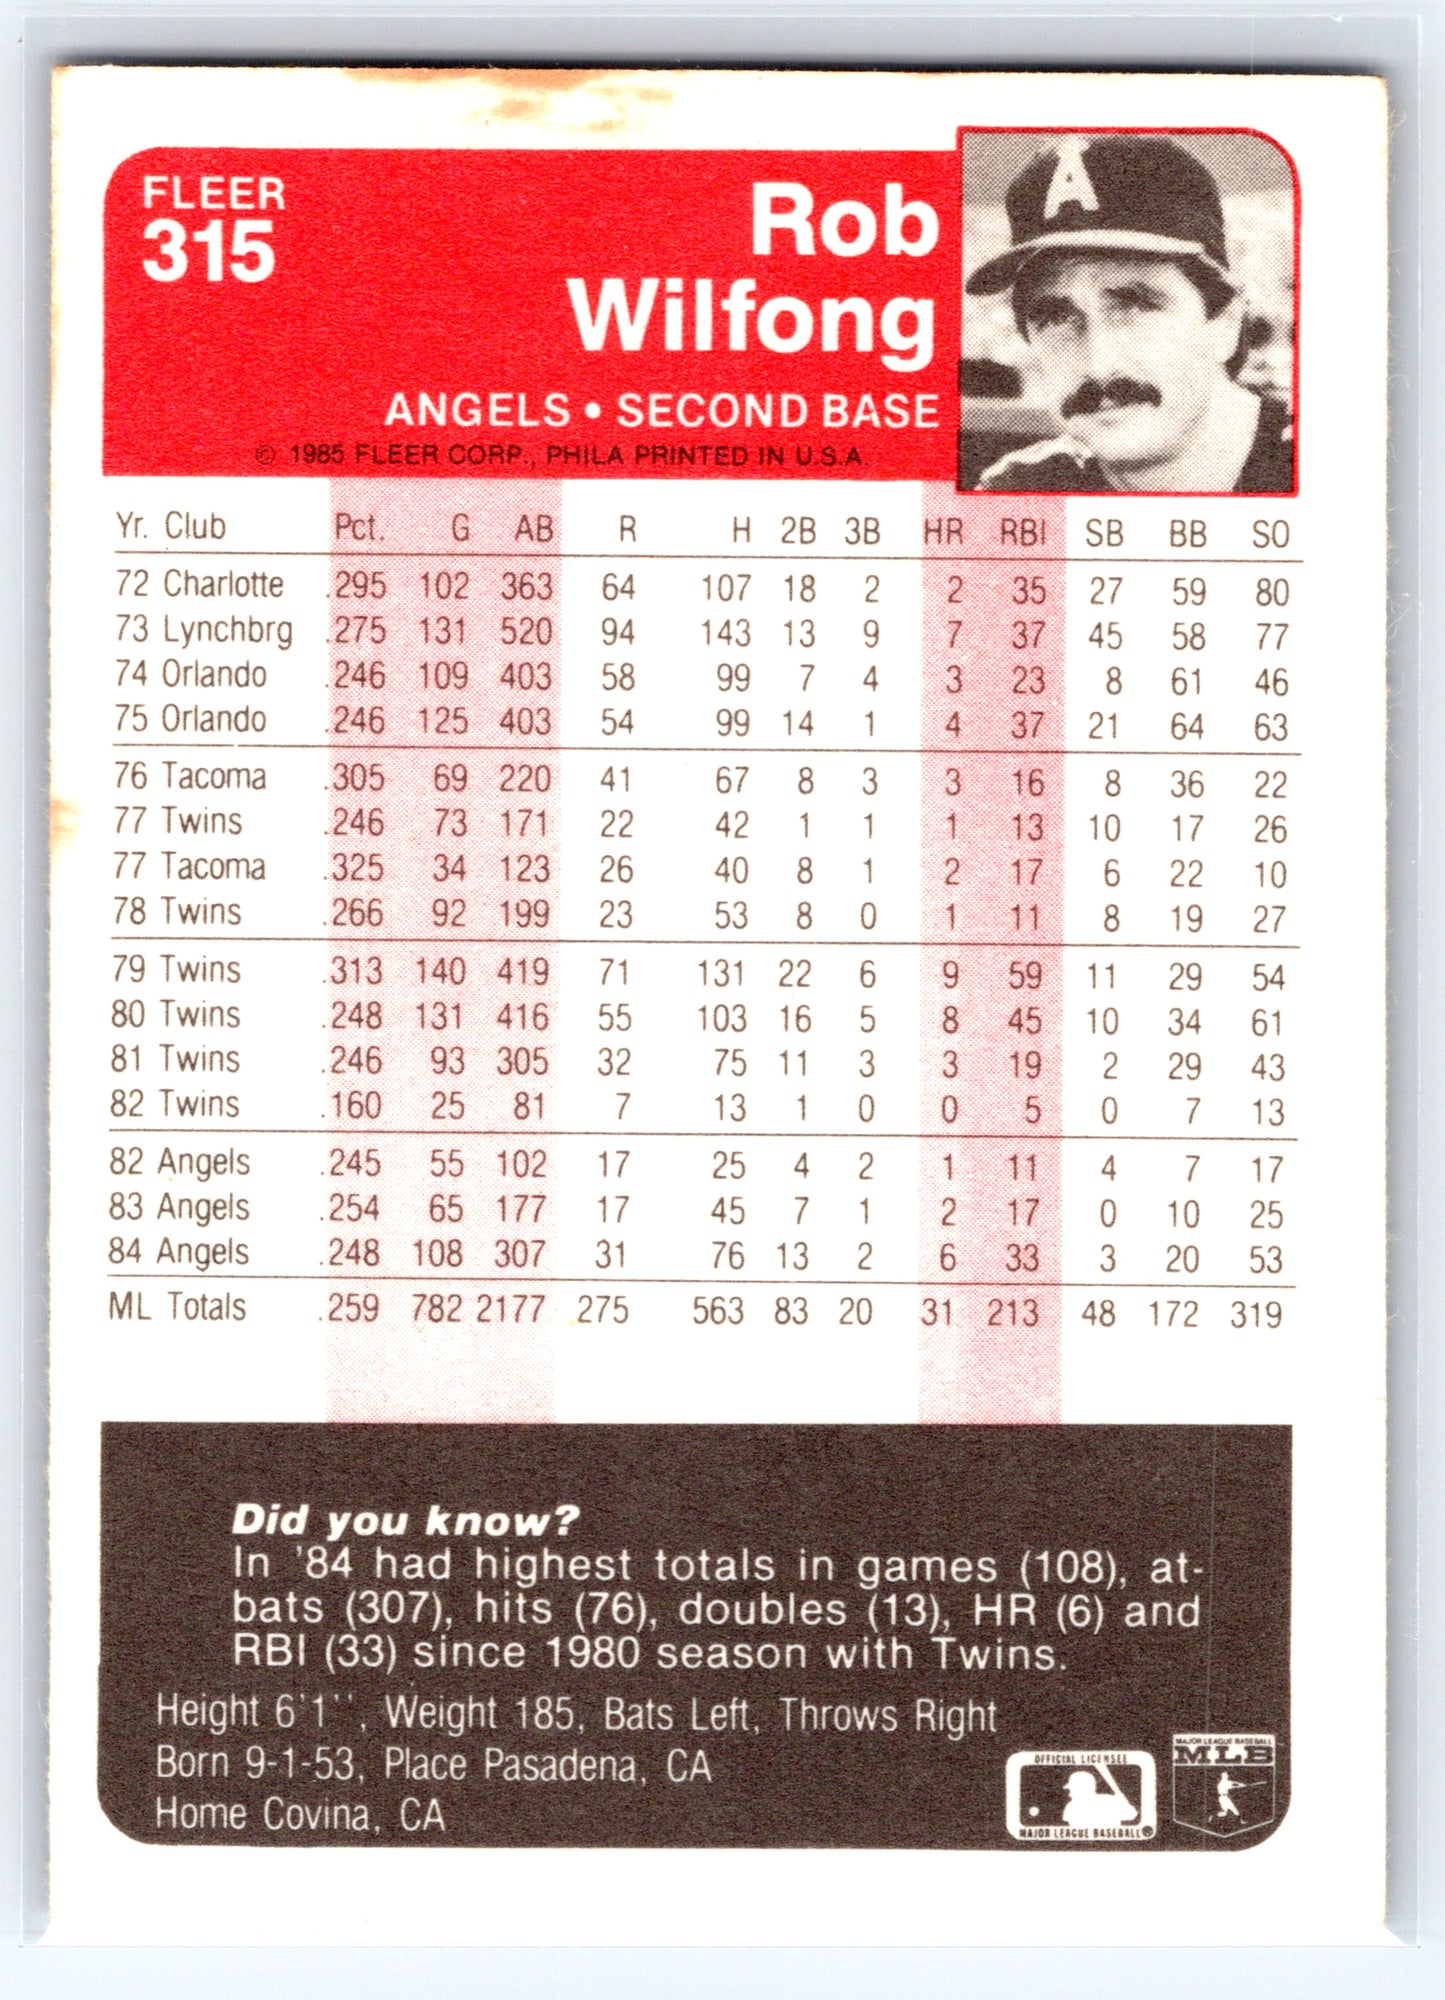 FLEER
315
Rob
Wilfong
ANGELS • SECOND BASE
© 1985 FLEER CORP., PHILA PRINTED IN U.S.A.
A
Yr. Club Pct. G AB R H 2B 3B HR RBI SB BB SO
72 Charlotte .295 102 363 64 107 18 2 2 35 27 59 80
73 Lynchbrg .275 131 520 94 143 13 9 7 37 45 58 77
74 Orlando .246 109 403 58 99 7 4 3 23 8 61 46
75 Orlando .246 125 403 54 99 14 1 4 37 21 64 63
76 Tacoma .305 69 220 41 67 8 3 3 16 8 36 22
77 Twins .246 73 171 22 42 1 1 1 13 10 17 26
77 Tacoma .325 34 123 26 40 8 1 2 17 6 22 10
78 Twins .266 92 199 23 53 8 0 1 11 8 19 27
79 Twins .313 140 419 71 131 22 6 9 59 11 29 54
80 Twins .248 131 416 55 103 16 5 8 45 10 34 61
81 Twins .246 93 305 32 75 11 3 3 19 2 29 43
82 Twins .160 25 81 7 13 1 0 0 5 0 7 13
82 Angels .245 55 102 17 25 4 2 1 11 4 7 17
83 Angels .254 65 177 17 45 7 1 2 17 0 10 25
84 Angels .248 108 307 31 76 13 2 6 33 3 20 53
ML Totals .259 782 2177 275 563 83 20 31 213 48 172 319
Did you know?
In '84 had highest totals in games (108), at-
bats (307), hits (76), doubles (13), HR (6) and
RBI (33) since 1980 season with Twins.
Height 6'1'', Weight 185, Bats Left, Throws Right
Born 9-1-53, Place Pasadena, CA
Home Covina, CA
OFFICIAL LICENSEE
MAJOR LEAGUE BASEBALL®
MAJOR LEAGUE BASEBALL
MLB